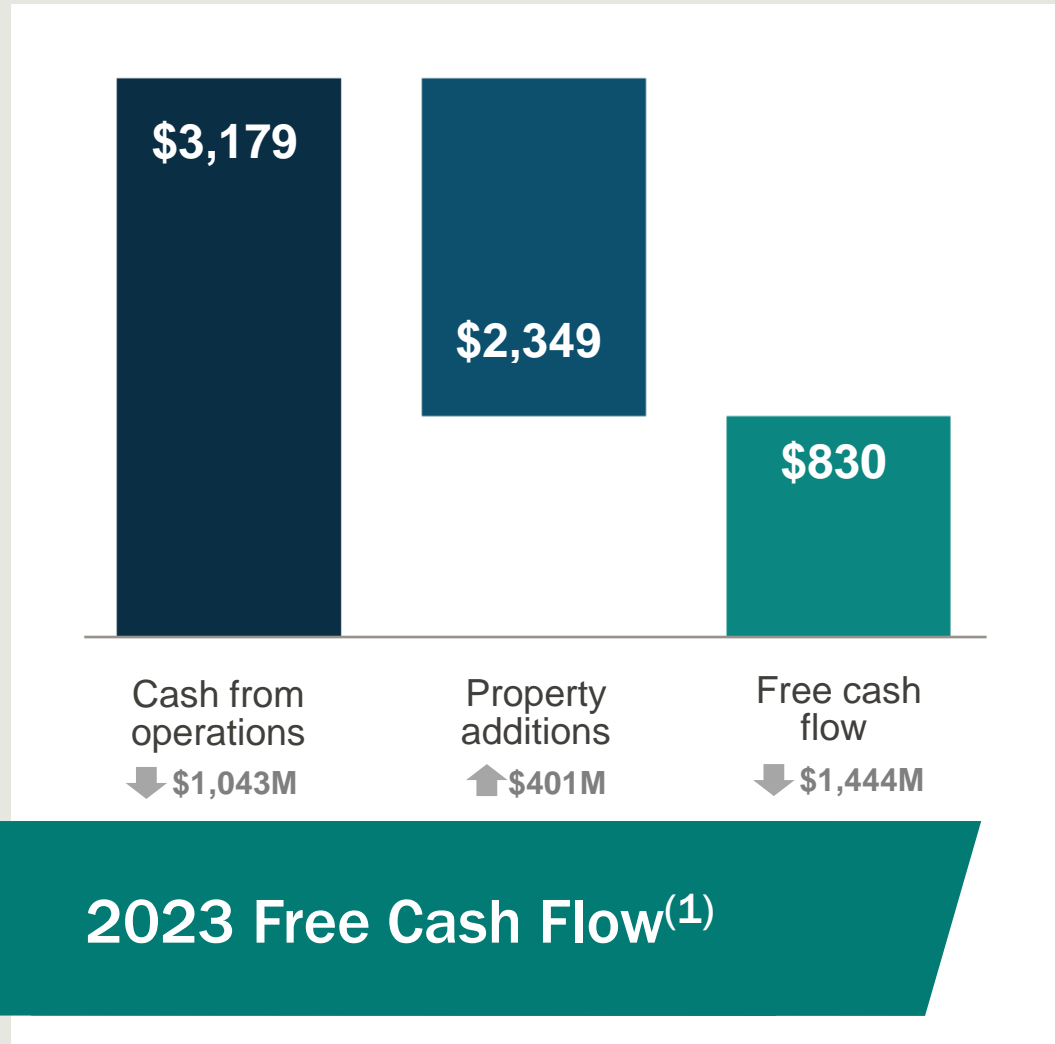 $3,179
$2,349
$830
Cash from
operations
$1,043M
Property
additions
$401M
Free cash
flow
$1,444M
2023 Free Cash Flow(1)